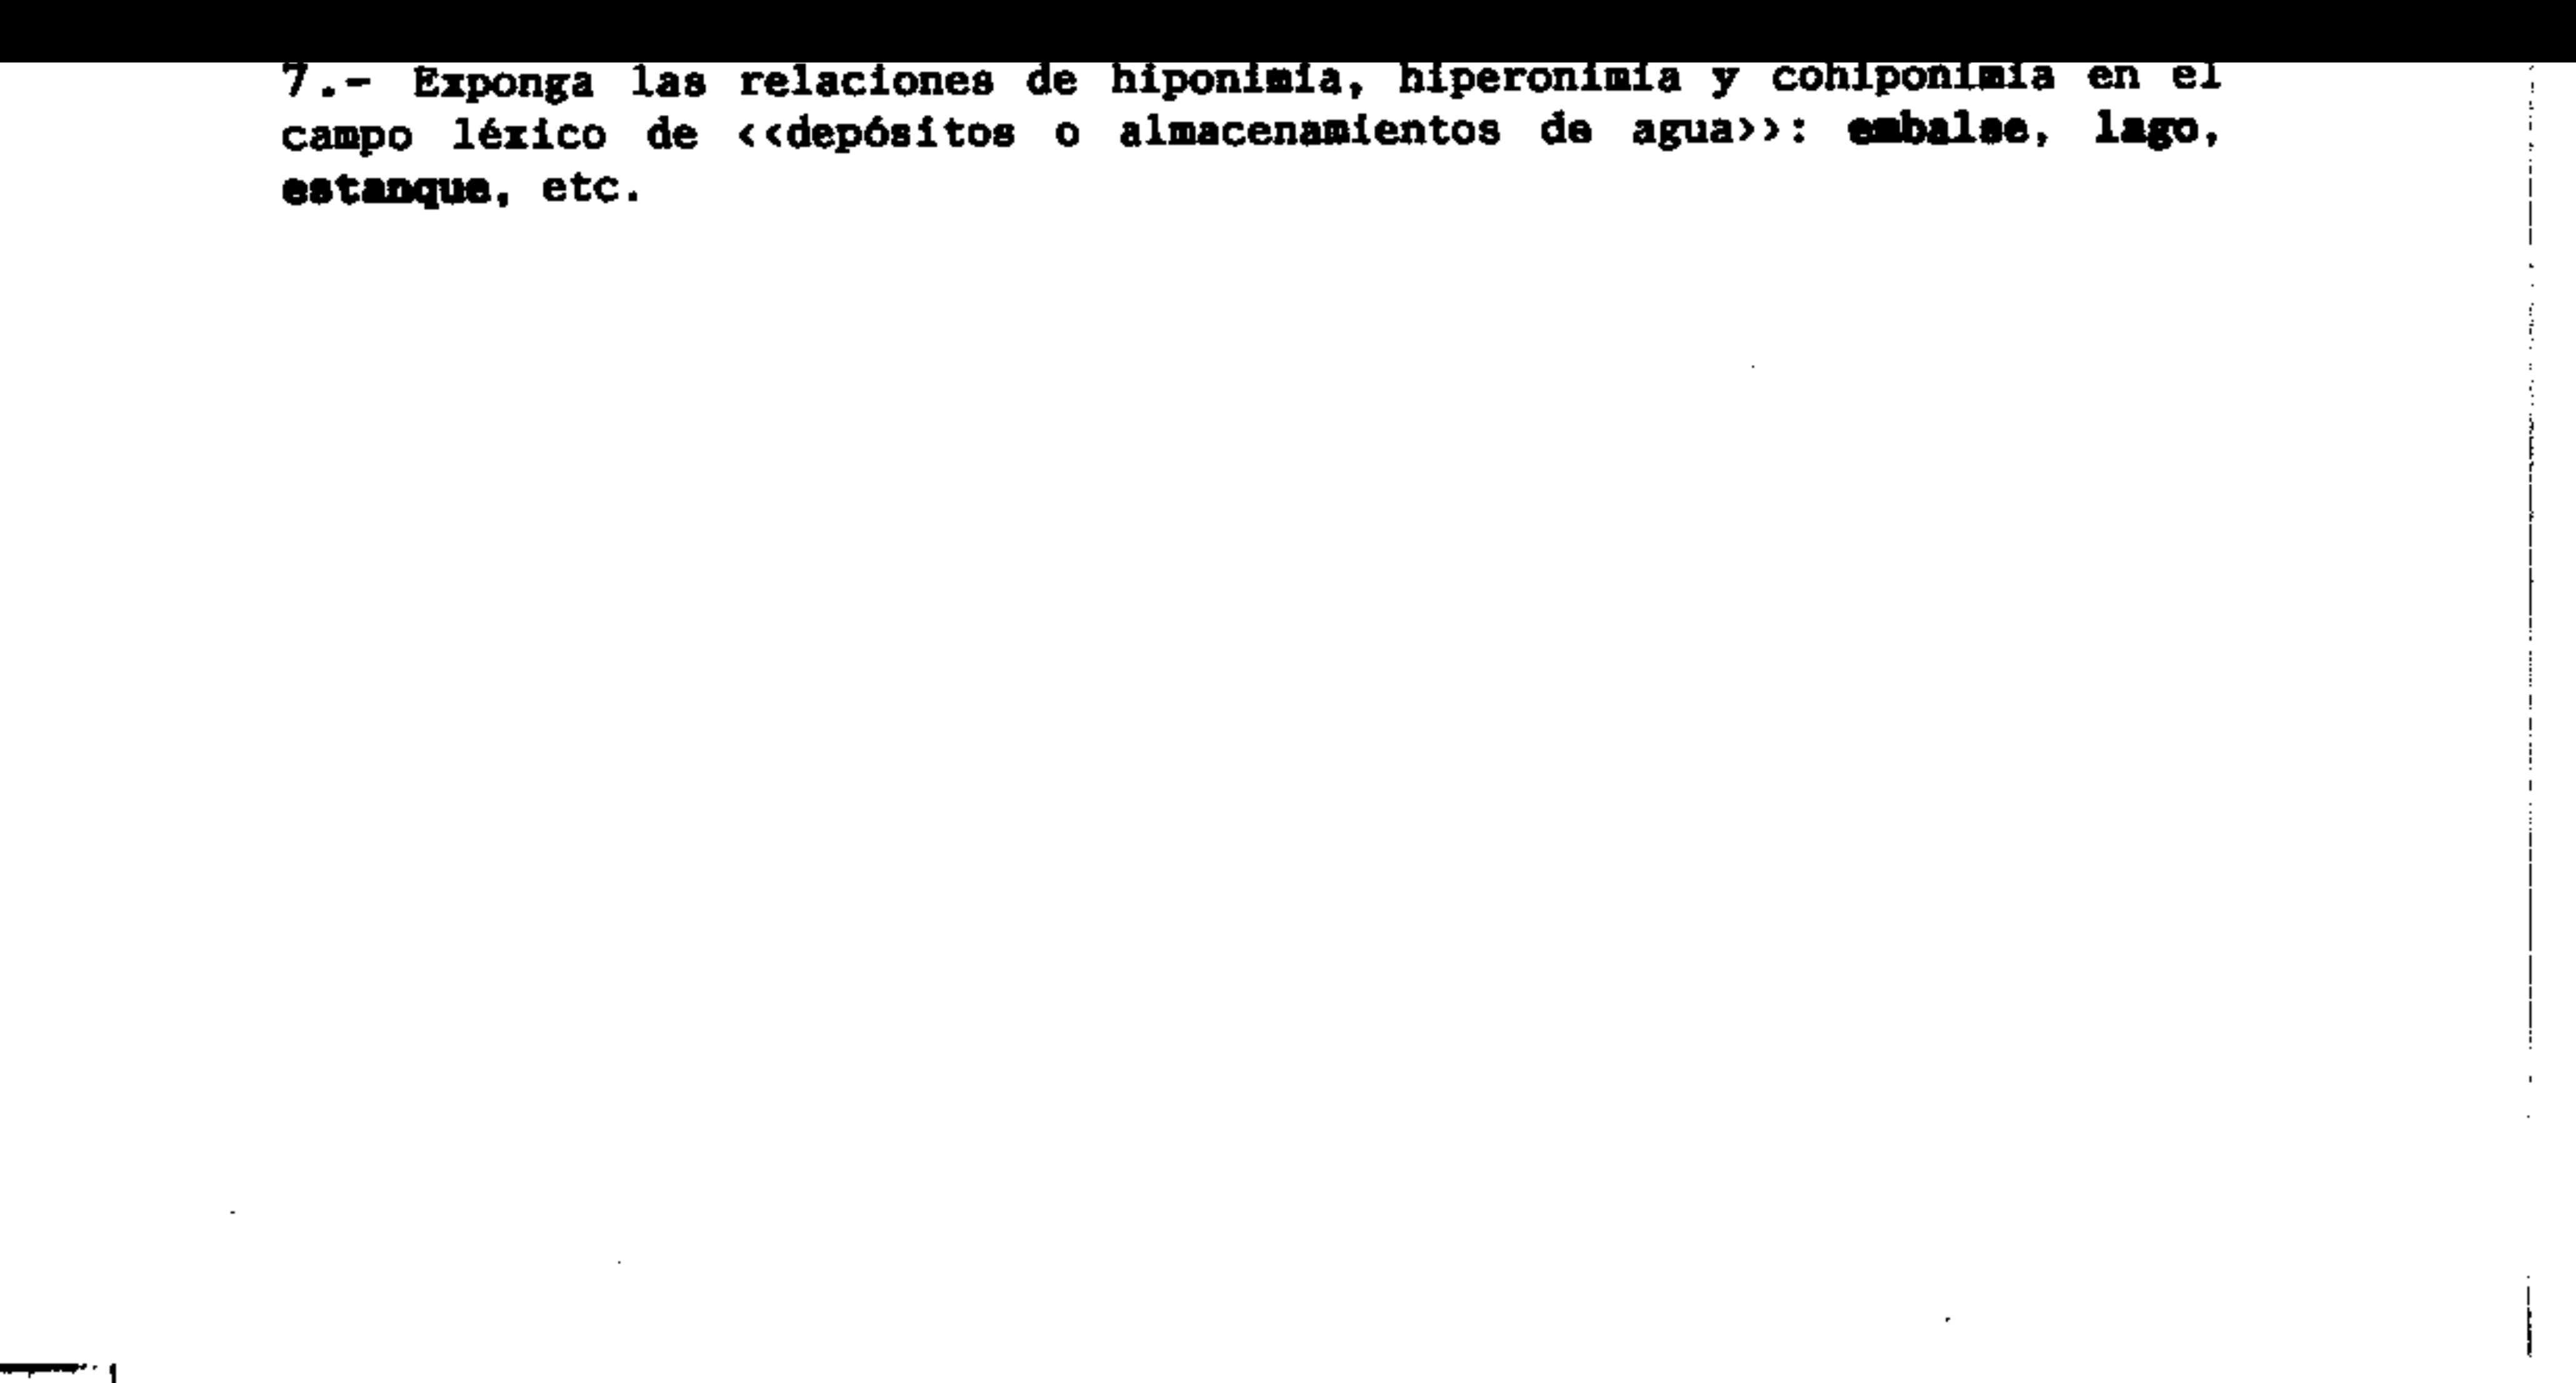 7.- Exponga las relaciones de hiponimia, hiperonimia y cohiponimia en el
campo léxico de <<depósitos o almacenamientos de agua>>: embalse, lago,
estanque, etc.